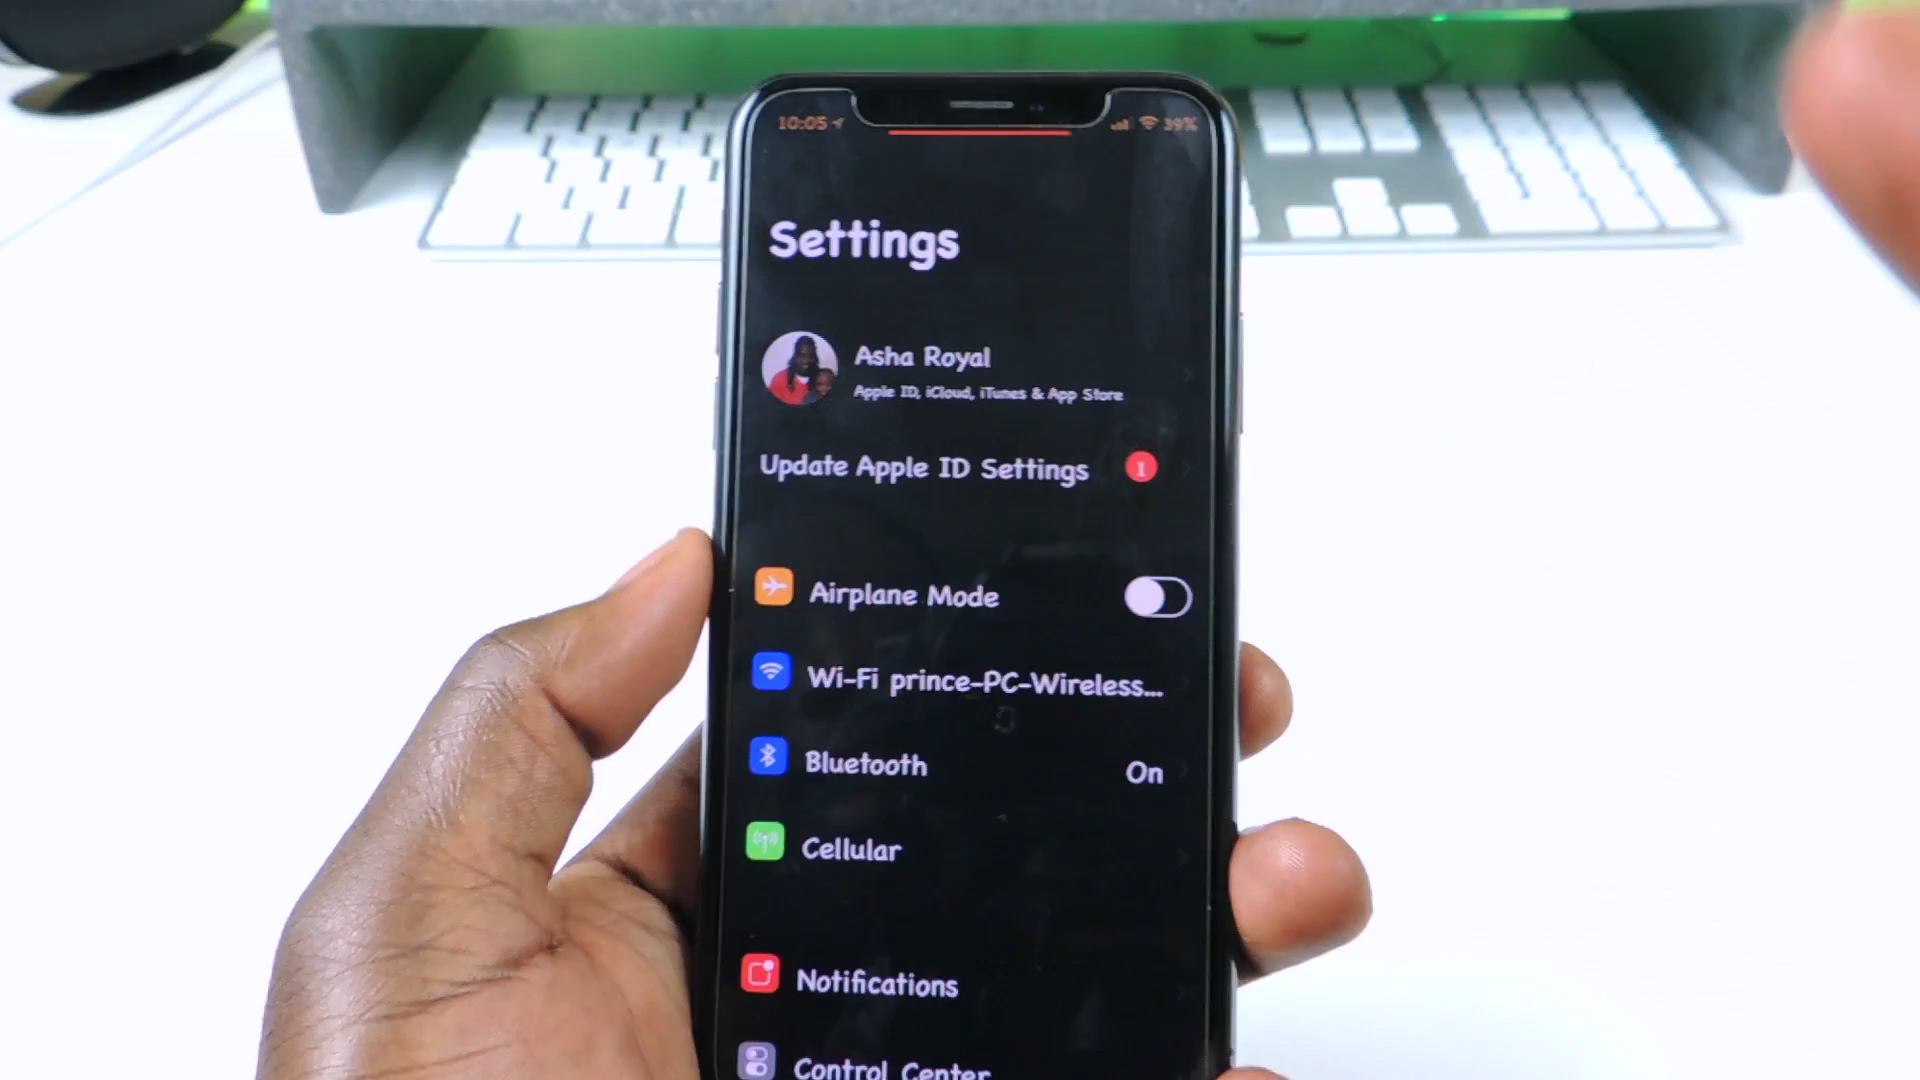 10:05
39%
Settings
Asha Royal
Apple ID, iCloud, iTunes & App Store
Update Apple ID Settings 1
Airplane Mode
Wi-Fi prince-PC-Wireless...
Bluetooth On
Cellular
Notifications
Control Center